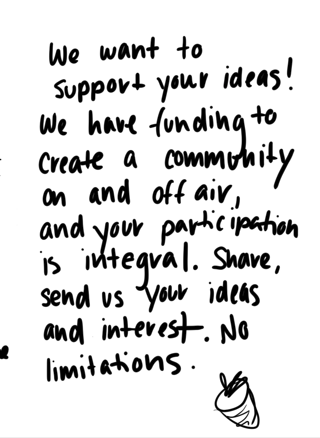 We want to
support your ideas!
We have funding to
create a community
on and off air,
and your participation
is integral. Share,
send us your ideas
and interest. No
limitations.